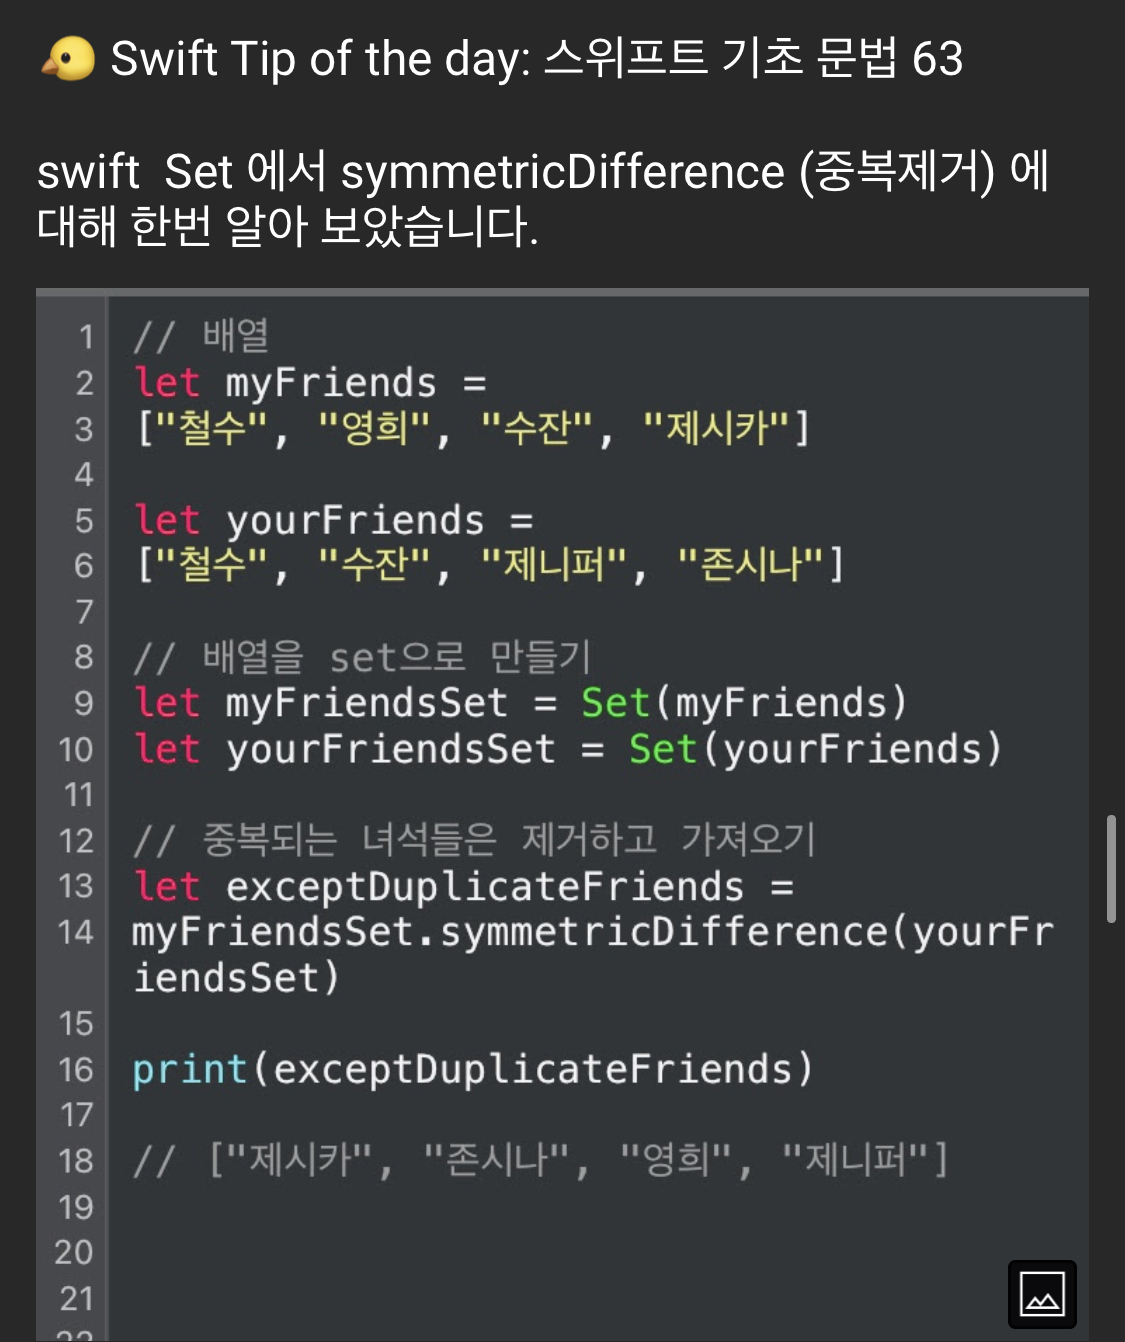 🐤 Swift Tip of the day: 스위프트 기초 문법 63
swift  Set 에서 symmetricDifference (중복제거) 에
대해 한번 알아 보았습니다.
1 // 배열
2 let myFriends =
3 ["철수", "영희", "수잔", "제시카"]
4
5 let yourFriends =
6 ["철수", "수잔", "제니퍼", "존시나"]
7
8 // 배열을 set으로 만들기
9 let myFriendsSet = Set(myFriends)
10 let yourFriendsSet = Set(yourFriends)
11
12 // 중복되는 녀석들은 제거하고 가져오기
13 let exceptDuplicateFriends =
14 myFriendsSet.symmetricDifference(yourFr
iendsSet)
15
16 print(exceptDuplicateFriends)
17
18 // ["제시카", "존시나", "영희", "제니퍼"]
19
20
21